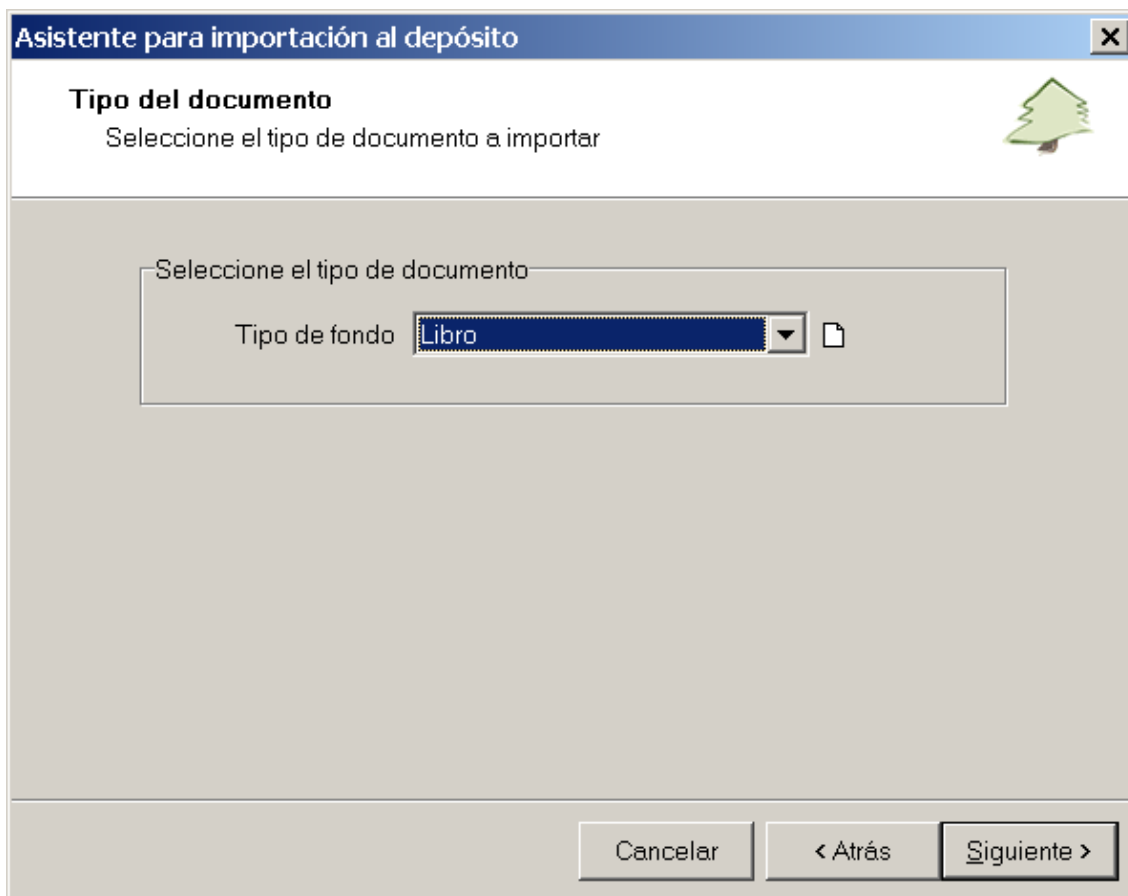 Asistente para importación al depósito
Tipo del documento
Seleccione el tipo de documento a importar
Seleccione el tipo de documento
Tipo de fondo Libro
Cancelar < Atrás Siguiente >